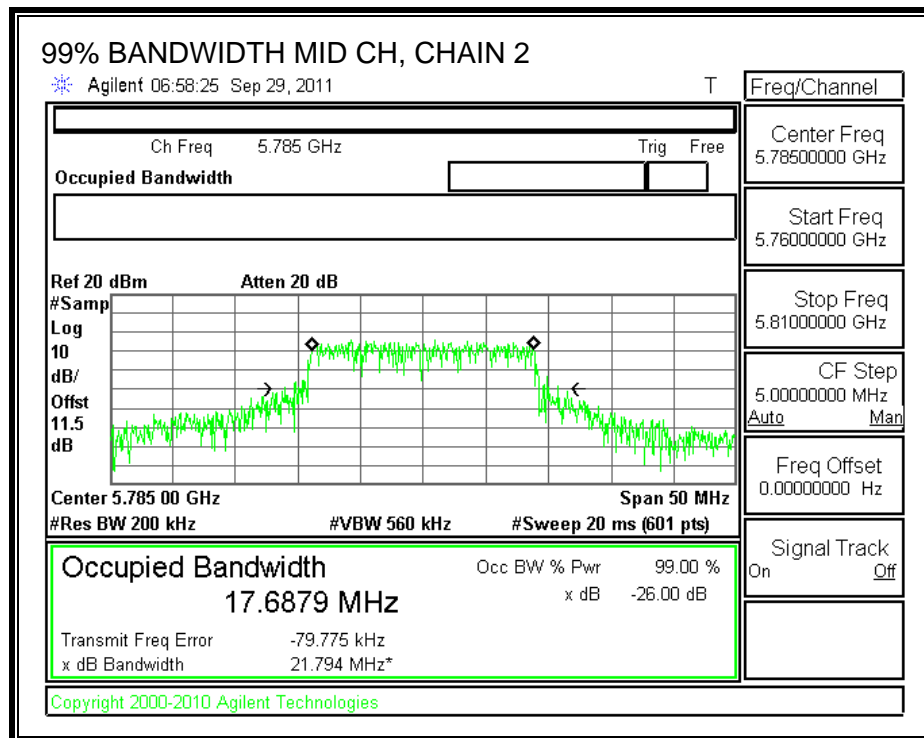 99% BANDWIDTH MID CH, CHAIN 2
Agilent 06:58:25 Sep 29, 2011 T
Freq/Channel
Ch Freq 5.785 GHz Trig Free
Occupied Bandwidth
Center Freq
5.78500000 GHz
Start Freq
5.76000000 GHz
Stop Freq
5.81000000 GHz
CF Step
5.00000000 MHz
Auto Man
Freq Offset
0.00000000 Hz
Signal Track
On Off
Ref 20 dBm Atten 20 dB
#Samp
Log
10
dB/
Offst
11.5
dB
Center 5.785 00 GHz Span 50 MHz
#Res BW 200 kHz #VBW 560 kHz #Sweep 20 ms (601 pts)
Occupied Bandwidth
17.6879 MHz
Occ BW % Pwr 99.00 %
x dB -26.00 dB
Transmit Freq Error -79.775 kHz
x dB Bandwidth 21.794 MHz*
Copyright 2000-2010 Agilent Technologies